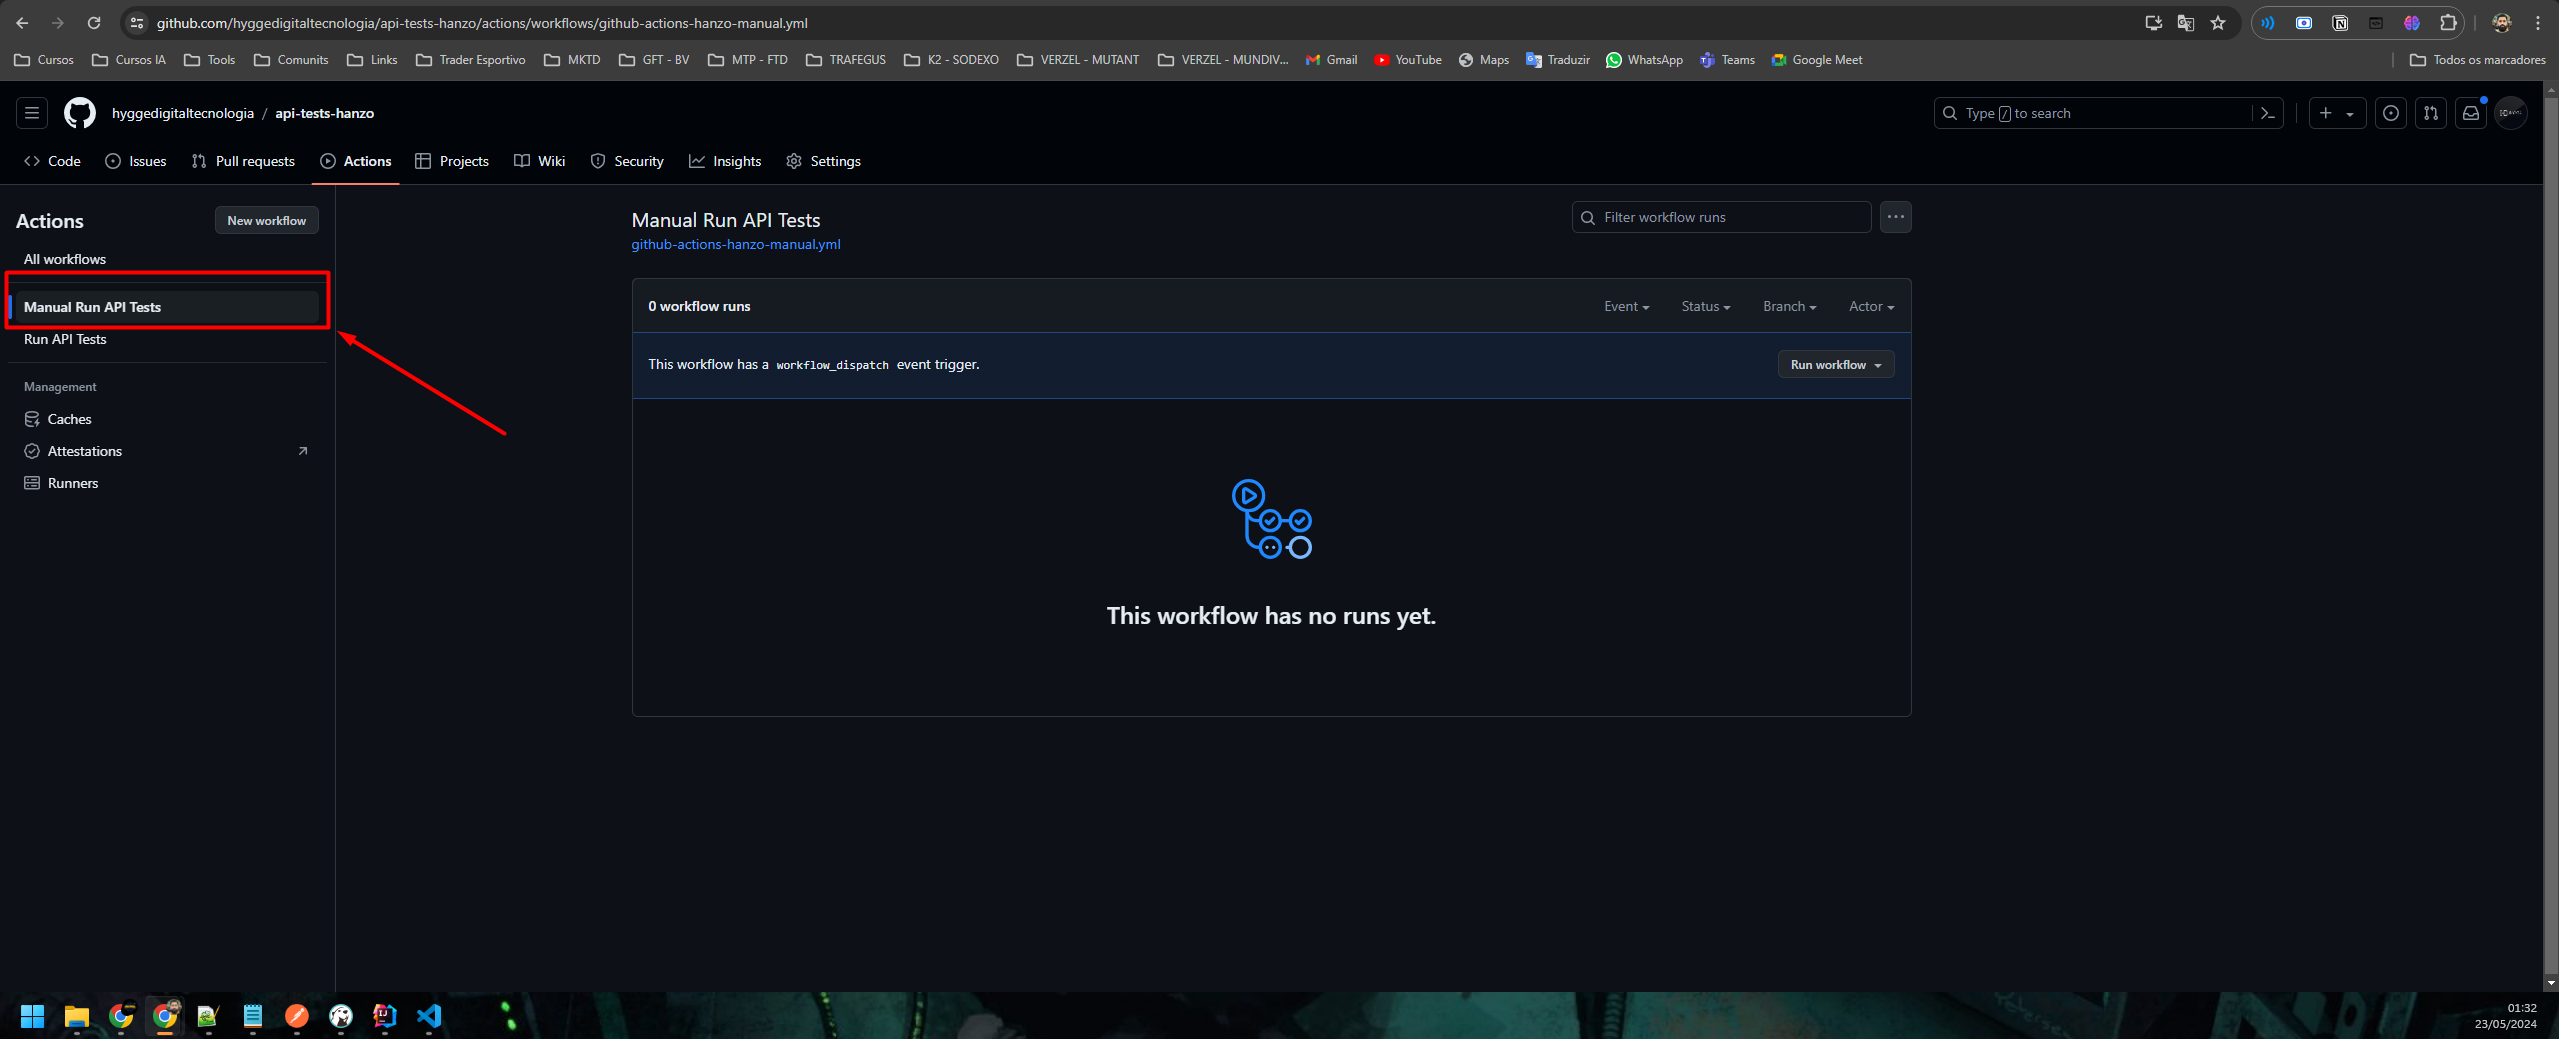 github.com/hyggedigitaltecnologia/api-tests-hanzo/actions/workflows/github-actions-hanzo-manual.yml
Cursos Cursos IA Tools Comunits Links Trader Esportivo MKTD GFT - BV MTP - FTD TRAFEGUS K2 - SODEXO VERZEL - MUTANT VERZEL - MUNDIV... Gmail YouTube Maps Traduzir WhatsApp Teams Google Meet Todos os marcadores
hyggedigitaltecnologia / api-tests-hanzo Type / to search
Code Issues Pull requests Actions Projects Wiki Security Insights Settings
Actions New workflow
All workflows
Manual Run API Tests
Run API Tests
Management
Caches
Attestations
Runners
Manual Run API Tests Filter workflow runs
github-actions-hanzo-manual.yml
0 workflow runs Event Status Branch Actor
This workflow has a workflow_dispatch event trigger. Run workflow
This workflow has no runs yet.
01:32
23/05/2024